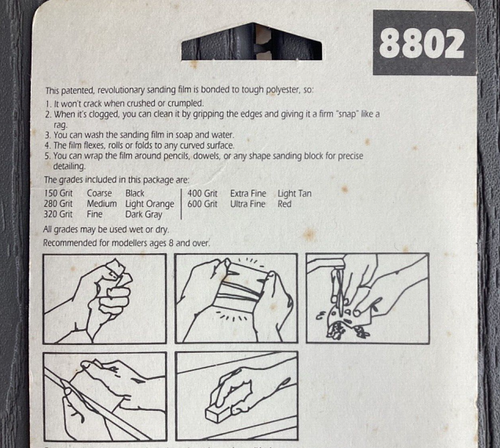 8802
This patented, revolutionary sanding film is bonded to tough polyester, so:
1. It won't crack when crushed or crumpled.
2. When it's clogged, you can clean it by gripping the edges and giving it a firm "snap" like a
rag.
3. You can wash the sanding film in soap and water.
4. The film flexes, rolls or folds to any curved surface.
5. You can wrap the film around pencils, dowels, or any shape sanding block for precise
detailing.
The grades included in this package are:
150 Grit Coarse Black 400 Grit Extra Fine Light Tan
280 Grit Medium Light Orange 600 Grit Ultra Fine Red
320 Grit Fine Dark Gray
All grades may be used wet or dry.
Recommended for modellers ages 8 and over.